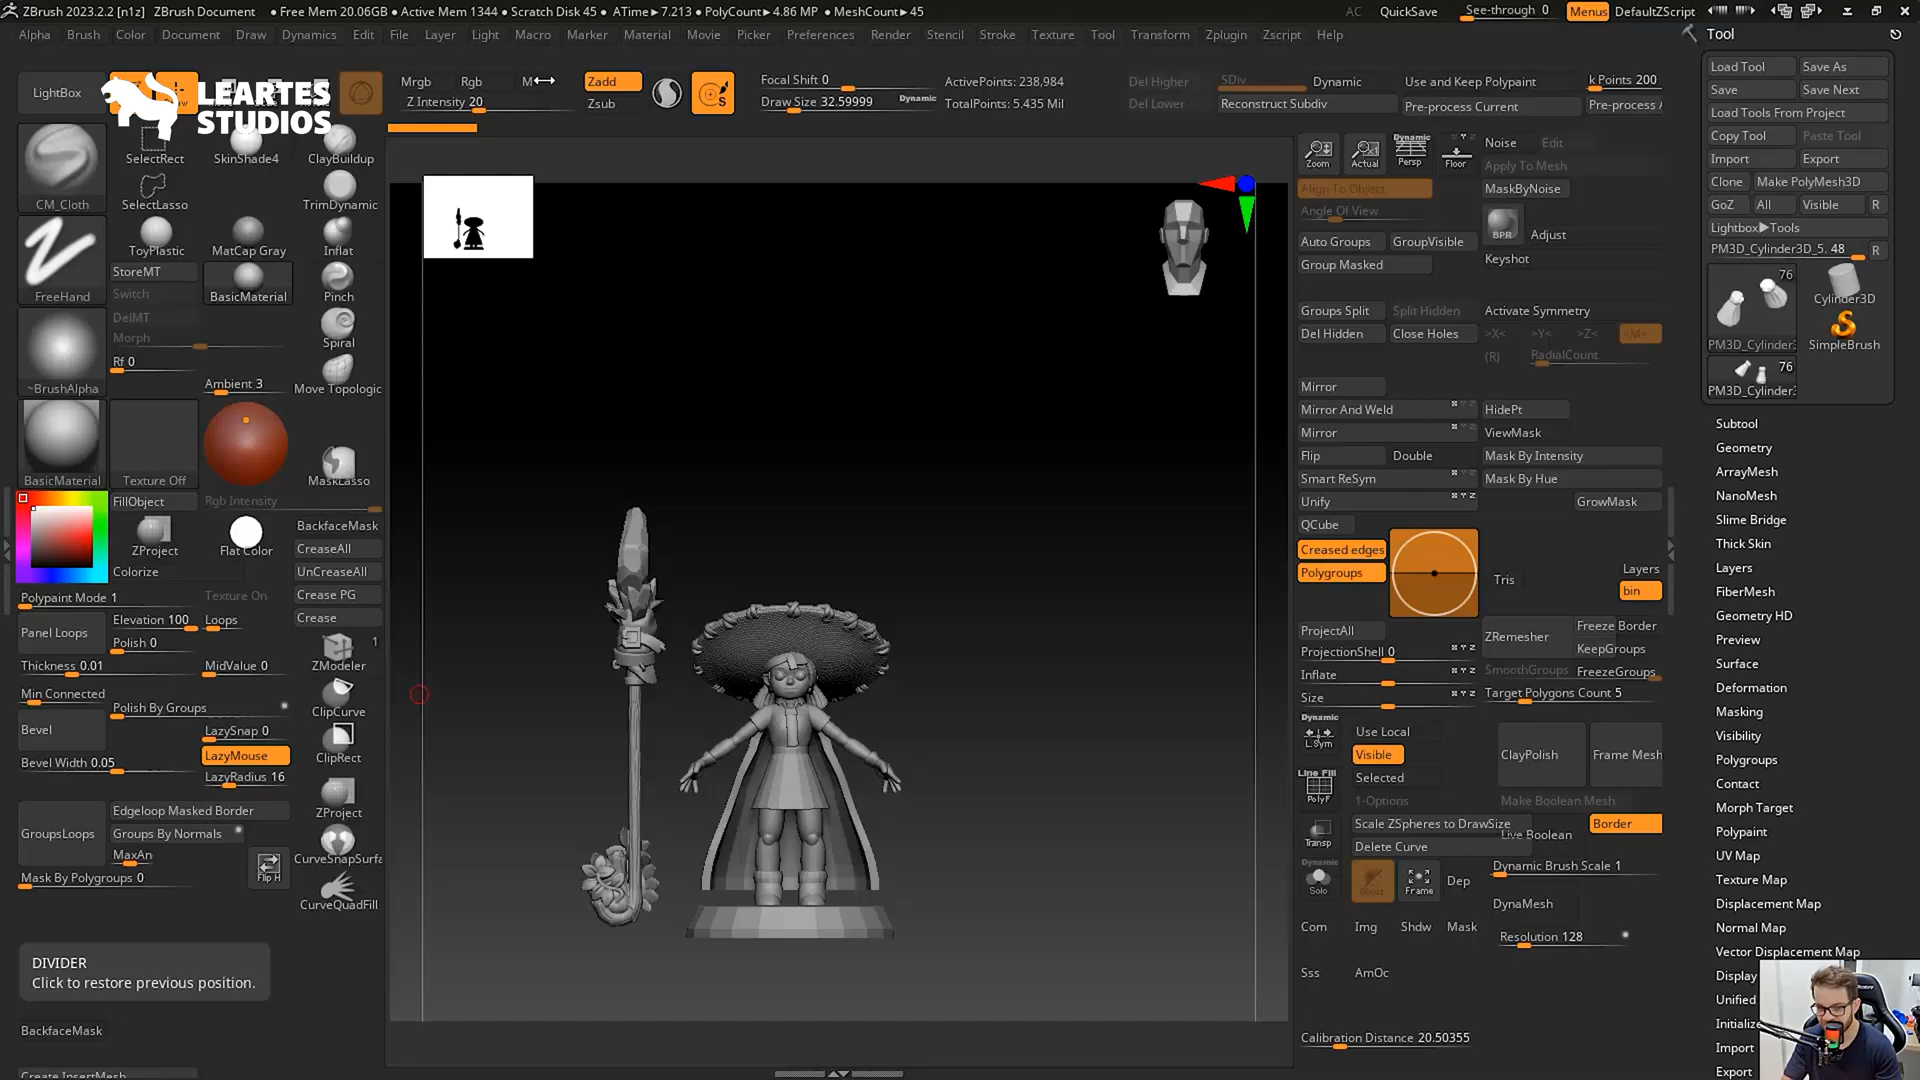 ZBrush 2023.2.2 [n1z] ZBrush Document ● Free Mem 20.06GB ● Active Mem 1344 ● Scratch Disk 45 ● ATime►7.213 ● PolyCount►4.86 MP ● MeshCount►45 AC QuickSave See-through 0 Menus DefaultZScript
Alpha Brush Color Document Draw Dynamics Edit File Layer Light Macro Marker Material Movie Picker Preferences Render Stencil Stroke Texture Tool Transform Zplugin Zscript Help
Tool
LightBox
LEARTES
STUDIOS
Mrgb Rgb M
Z Intensity 20
Zadd
Zsub
Focal Shift 0
Draw Size 32.59999 Dynamic
ActivePoints: 238,984
TotalPoints: 5.435 Mil
Del Higher SDiv Dynamic Use and Keep Polypaint k Points 200
Del Lower Reconstruct Subdiv Pre-process Current Pre-process
Load Tool Save As
Save Save Next
Load Tools From Project
Copy Tool Paste Tool
Import Export
Clone Make PolyMesh3D
GoZ All Visible R
Lightbox►Tools
PM3D_Cylinder3D_5. 48 R
76
Cylinder3D
PM3D_Cylinder3
SimpleBrush
76
PM3D_Cylinder3
Subtool
Geometry
ArrayMesh
NanoMesh
Slime Bridge
Thick Skin
Layers
FiberMesh
Geometry HD
Preview
Surface
Deformation
Masking
Visibility
Polygroups
Contact
Morph Target
Polypaint
UV Map
Texture Map
Displacement Map
Normal Map
Vector Displacement Map
Display
Unified
Initialize
Import
Export
CM_Cloth
SelectRect SkinShade4 ClayBuildup
SelectLasso TrimDynamic
ToyPlastic MatCap Gray Inflat
FreeHand
StoreMT
Switch
BasicMaterial
Pinch
DelMT
Morph
Spiral
Rf 0
~BrushAlpha
Ambient 3
Move Topologic
BasicMaterial Texture Off MaskLasso
FillObject Rgb Intensity
ZProject Flat Color
BackfaceMask
CreaseAll
Colorize
UnCreaseAll
Polypaint Mode 1 Texture On Crease PG
Panel Loops Elevation 100 Loops Crease
Polish 0
1
Thickness 0.01 MidValue 0 ZModeler
Min Connected
Polish By Groups ClipCurve
Bevel LazySnap 0
LazyMouse ClipRect
Bevel Width 0.05 LazyRadius 16
Edgeloop Masked Border ZProject
GroupsLoops Groups By Normals
MaxAn
Mask By Polygroups 0 Flip H
CurveSnapSurfa
CurveQuadFill
DIVIDER
Click to restore previous position.
BackfaceMask
Create InsertMesh
Zoom Actual Dynamic Persp Floor Noise Edit
Apply To Mesh
Align To Object MaskByNoise
Angle Of View
BPR Adjust
Auto Groups GroupVisible
Group Masked Keyshot
Groups Split Split Hidden Activate Symmetry
Del Hidden Close Holes >X< >Y< >Z< >M<
(R) RadialCount
Mirror
Mirror And Weld HidePt
Mirror ViewMask
Flip Double Mask By Intensity
Smart ReSym Mask By Hue
Unify GrowMask
QCube
Creased edges
Polygroups Tris Layers
bin
ProjectAll ZRemesher Freeze Border
ProjectionShell 0 KeepGroups
Inflate SmoothGroups FreezeGroups
Size Target Polygons Count 5
Dynamic
L.Sym
Use Local
Visible
Selected
ClayPolish Frame Mesh
Line Fill
PolyF
1-Options Make Boolean Mesh
Transp Scale ZSpheres to DrawSize Live Boolean Border
Delete Curve
Dynamic
Solo Ghost Frame Dep Dynamic Brush Scale 1
DynaMesh
Com Img Shdw Mask Resolution 128
Sss AmOc
Calibration Distance 20.50355